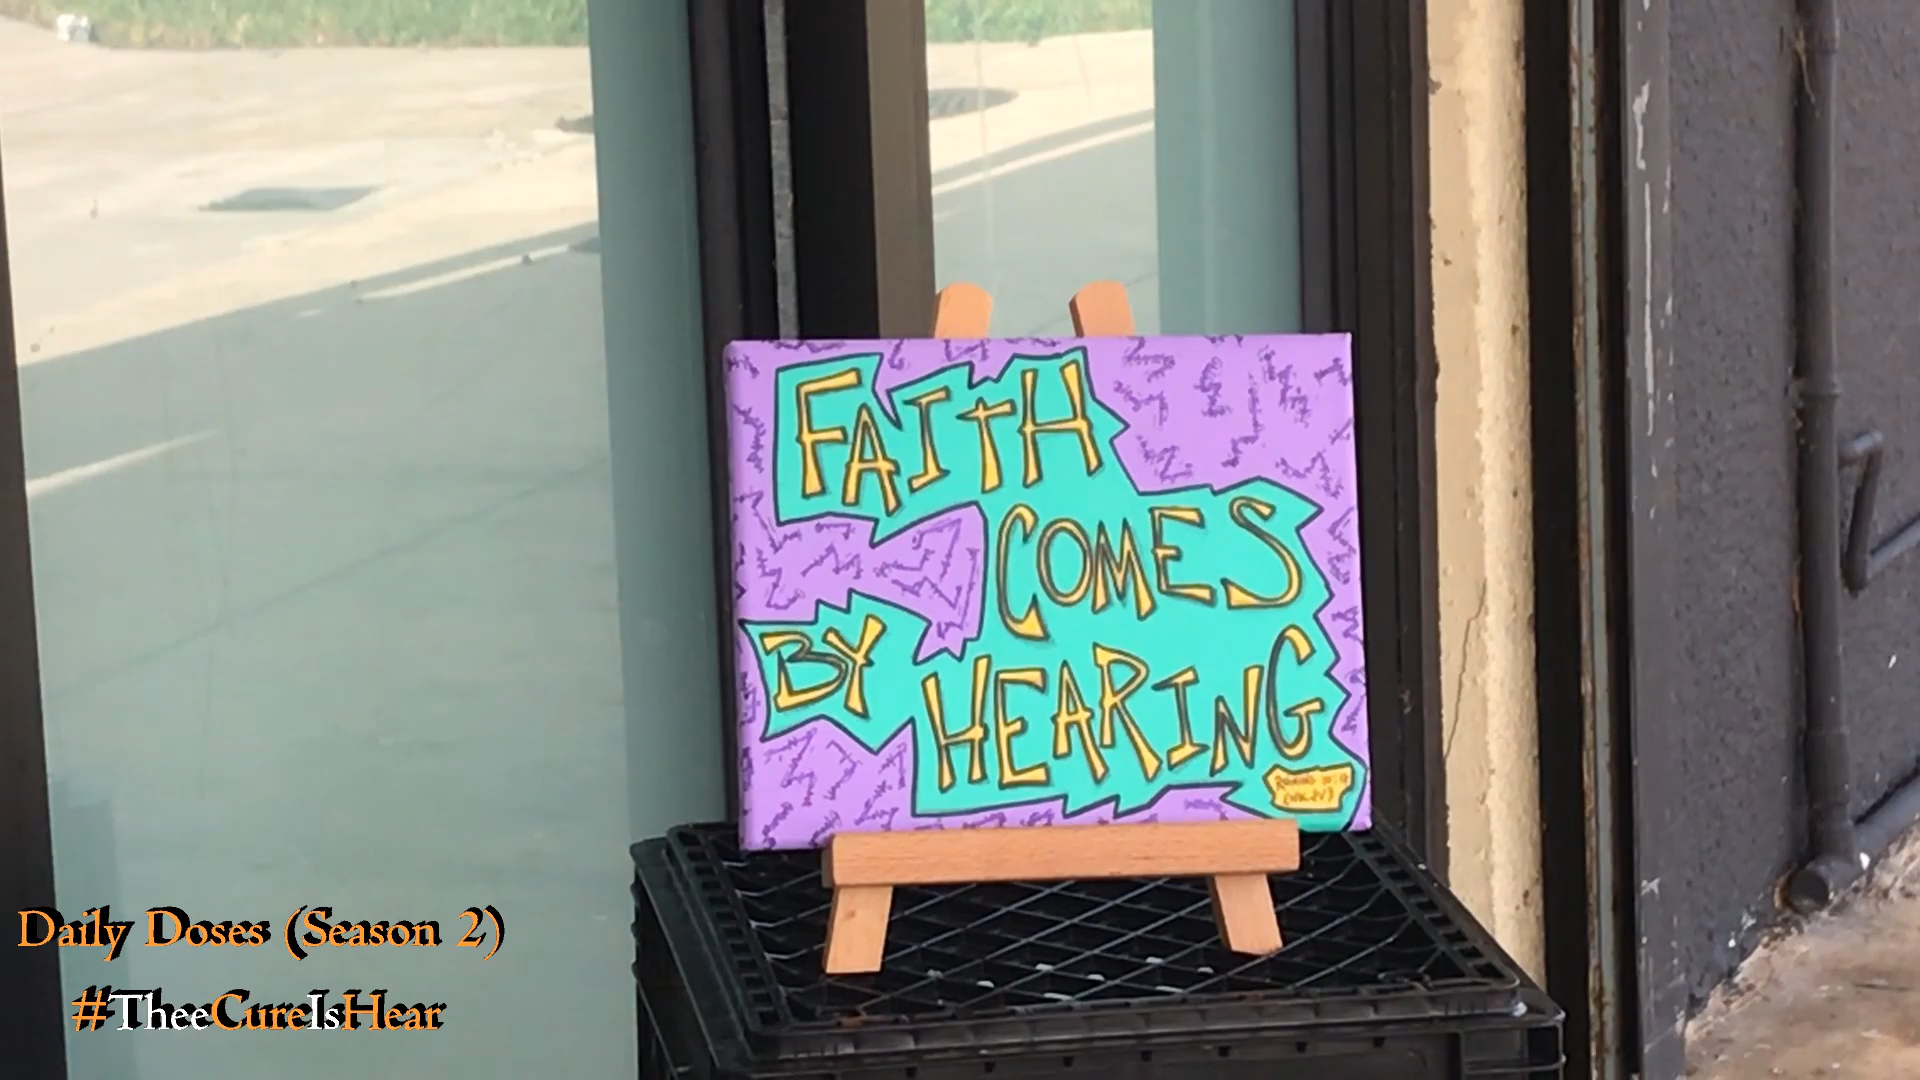 FAITH
COMES
BY HEARING
Daily Doses (Season 2)
#TheeCureIsHear